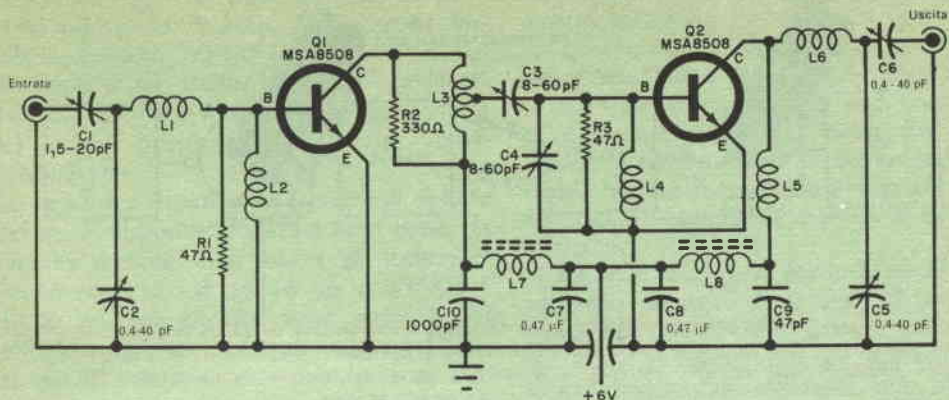 Entrata
C1
1,5-20pF
L1
C2
0,4-40 pF
R1
47Ω
L2
Q1
MSA8508
B
C
E
R2
330Ω
L3
C3
8-60pF
C4
8-60pF
R3
47Ω
L4
Q2
MSA8508
B
C
E
L5
L6
C6
0,4-40 pF
Uscita
C10
1000pF
L7
C7
0,47 µF
+6V
C8
0,47 µF
L8
C9
47pF
C5
0,4-40 pF